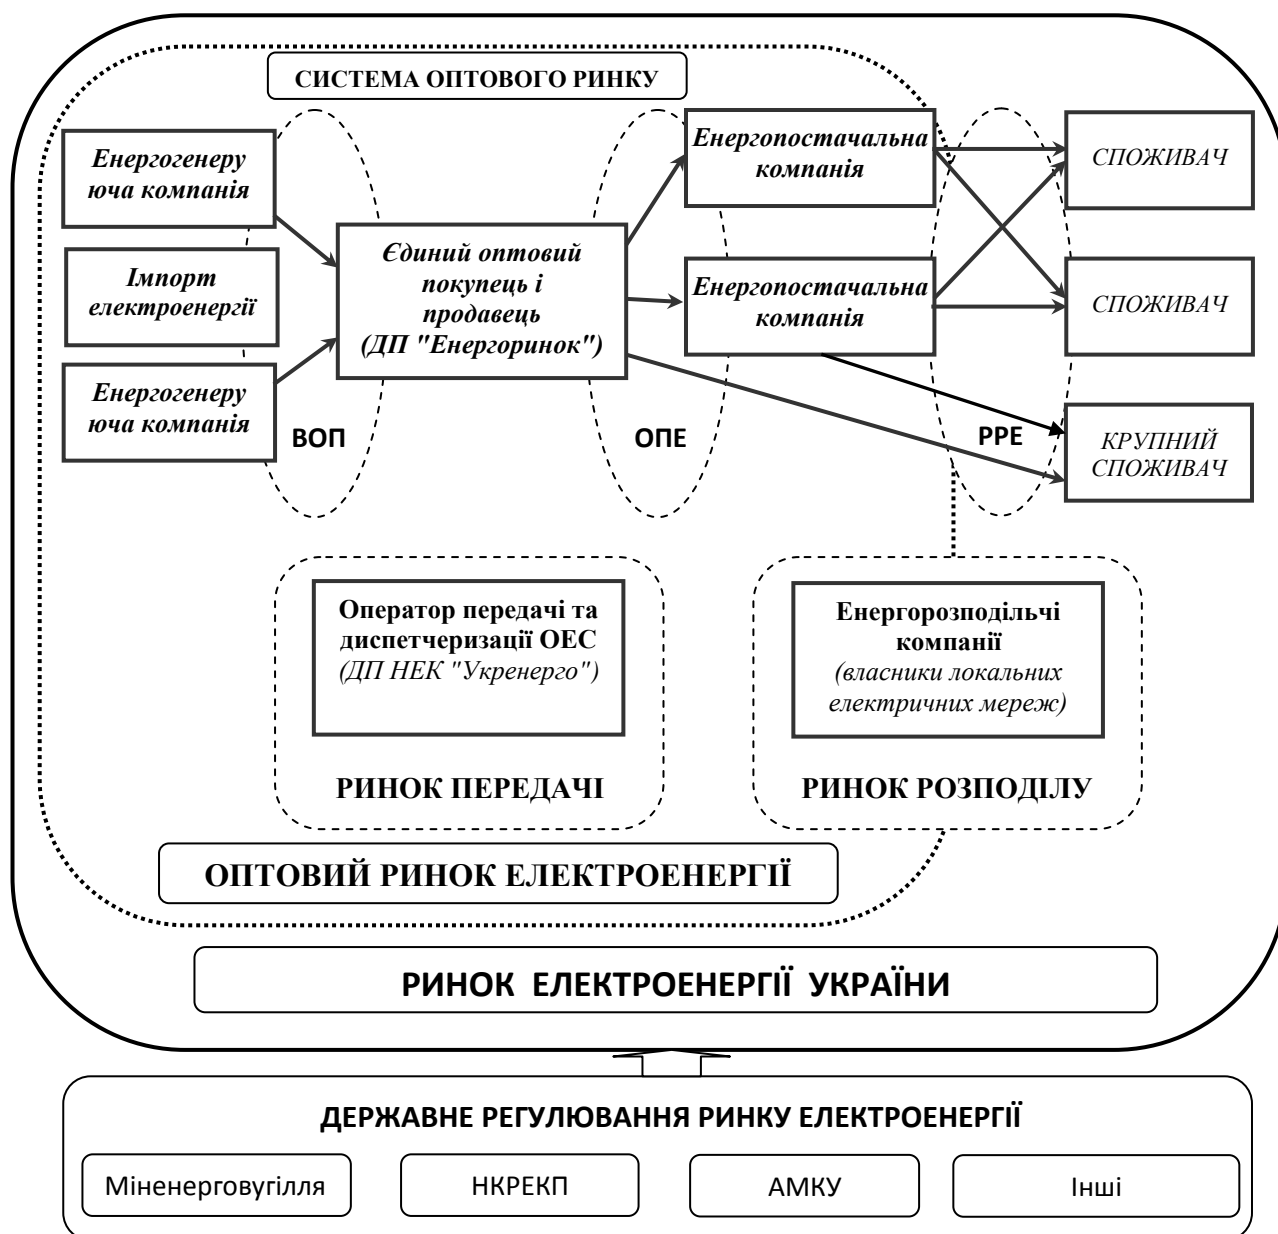 СИСТЕМА ОПТОВОГО РИНКУ
Енергогенеру
юча компанія
Імпорт
електроенергії
Енергогенеру
юча компанія
ВОП
Єдиний оптовий
покупець і
продавець
(ДП "Енергоринок")
ОПЕ
Енергопостачальна
компанія
Енергопостачальна
компанія
РРЕ
СПОЖИВАЧ
СПОЖИВАЧ
КРУПНИЙ
СПОЖИВАЧ
Оператор передачі та
диспетчеризації ОЕС
(ДП НЕК "Укренерго")
РИНОК ПЕРЕДАЧІ
Енергорозподільчі
компанії
(власники локальних
електричних мереж)
РИНОК РОЗПОДІЛУ
ОПТОВИЙ РИНОК ЕЛЕКТРОЕНЕРГІЇ
РИНОК ЕЛЕКТРОЕНЕРГІЇ УКРАЇНИ
ДЕРЖАВНЕ РЕГУЛЮВАННЯ РИНКУ ЕЛЕКТРОЕНЕРГІЇ
Міненерговугілля
НКРЕКП
АМКУ
Інші